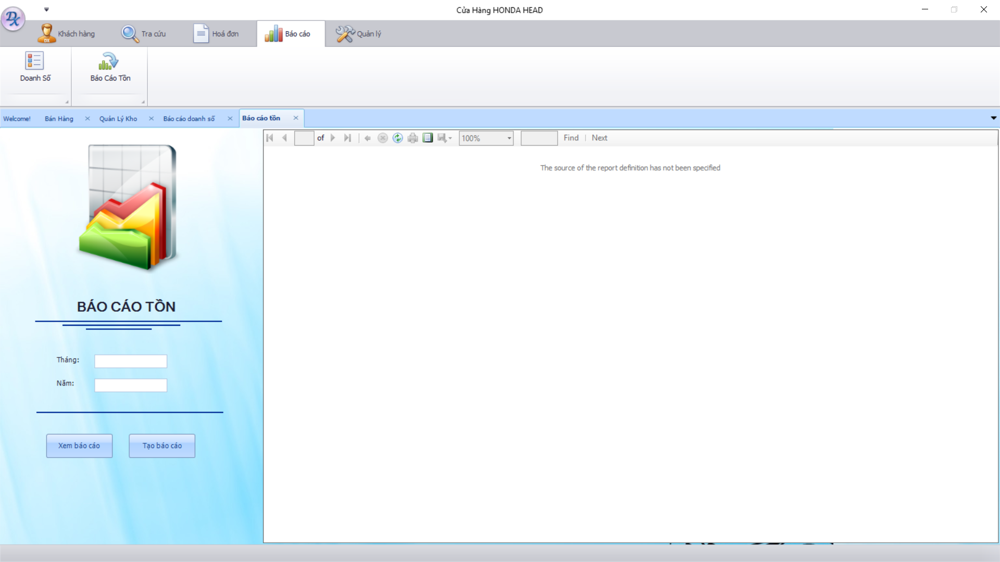 Cửa Hàng HONDA HEAD
DX
Khách hàng
Tra cứu
Hoá đơn
Báo cáo
Quản lý
Doanh Số
Báo Cáo Tồn
Welcome!
Bán Hàng
Quản Lý Kho
Báo cáo doanh số
Báo cáo tồn
of
100%
Find
Next
The source of the report definition has not been specified
BÁO CÁO TỒN
Tháng:
Năm:
Xem báo cáo
Tạo báo cáo